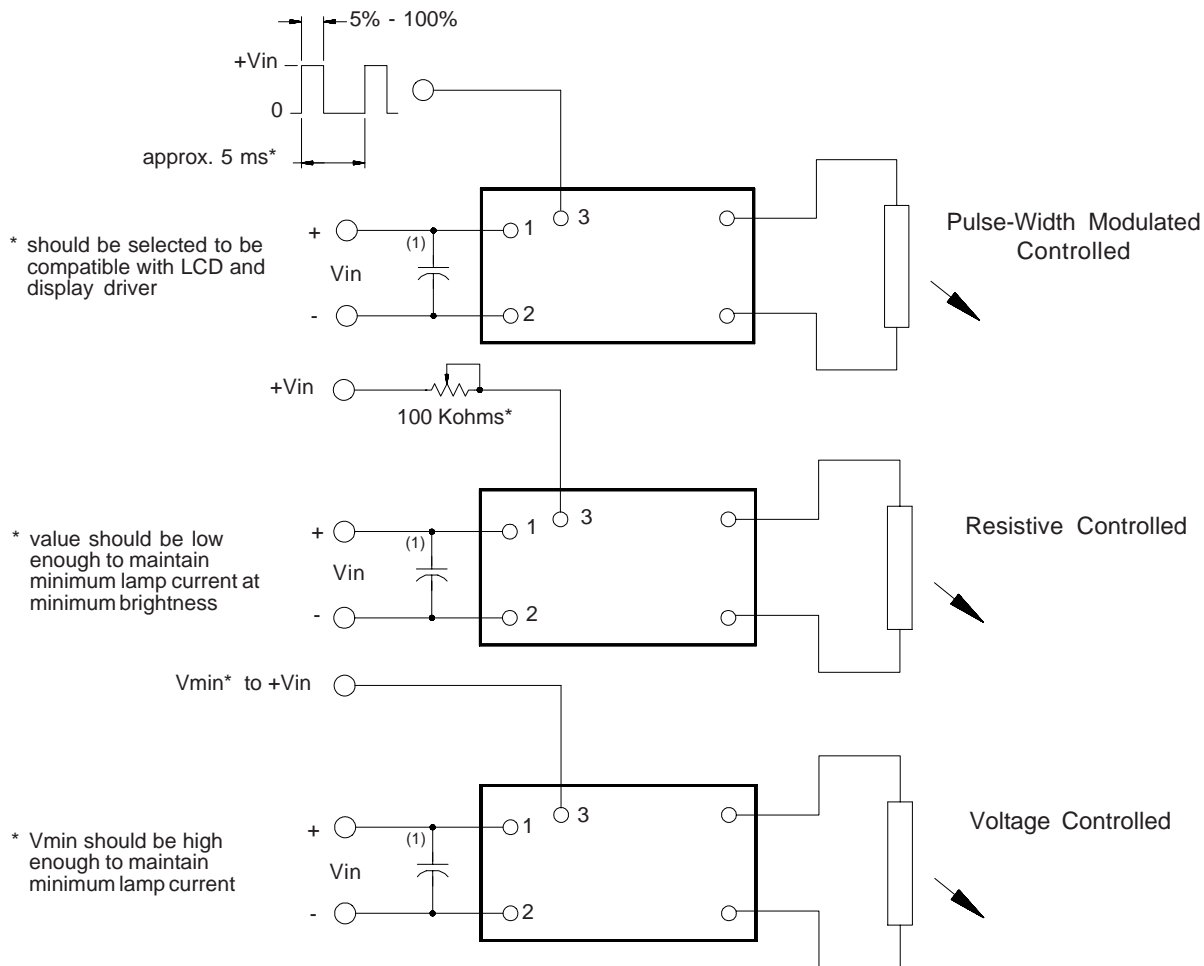 5% - 100%
+Vin
0
approx. 5 ms*
3
+
(1)
1
Vin
-
2
* should be selected to be
compatible with LCD and
display driver
Pulse-Width Modulated
Controlled
+Vin
100 Kohms*
3
+
(1)
1
Vin
-
2
* value should be low
enough to maintain
minimum lamp current at
minimum brightness
Resistive Controlled
Vmin* to +Vin
3
+
(1)
1
Vin
-
2
* Vmin should be high
enough to maintain
minimum lamp current
Voltage Controlled